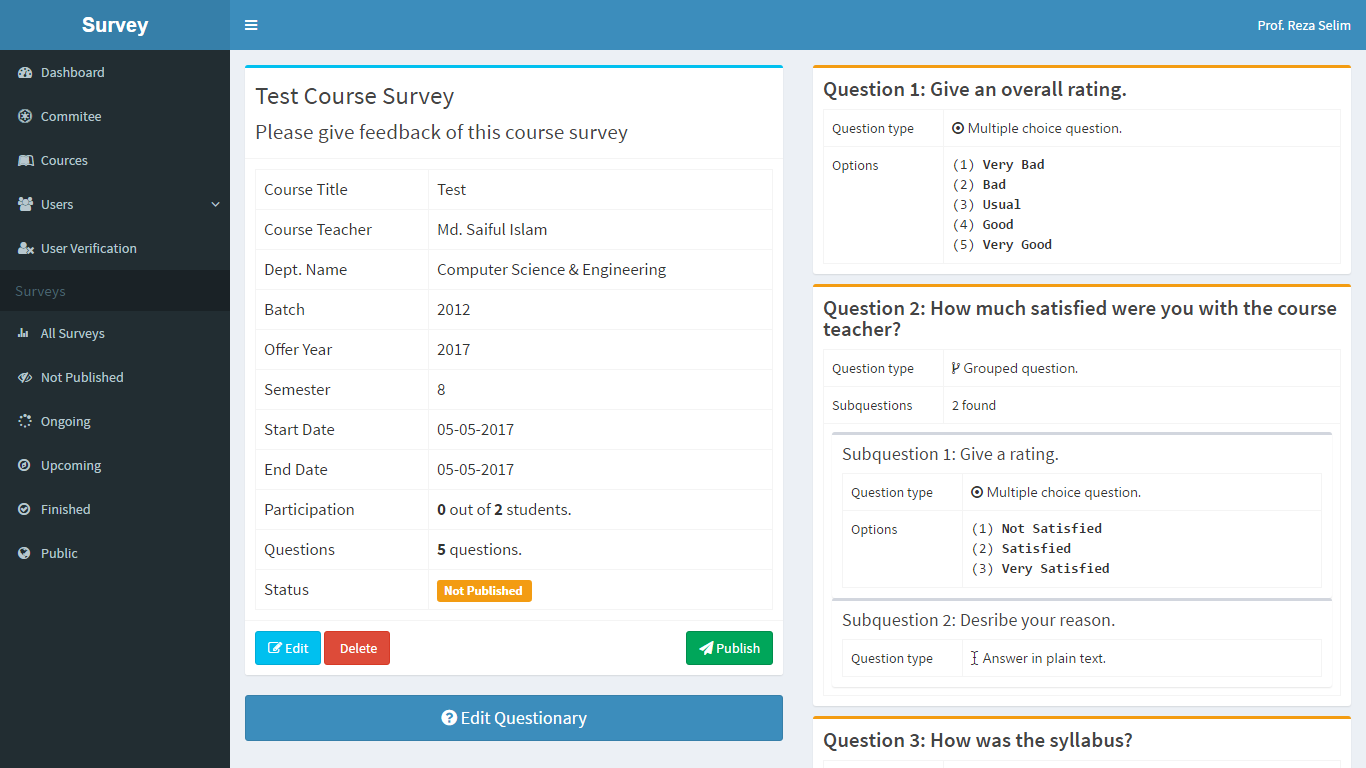 Survey
Prof. Reza Selim
Dashboard
Commitee
Cources
Users
User Verification
Surveys
All Surveys
Not Published
Ongoing
Upcoming
Finished
Public
Test Course Survey
Please give feedback of this course survey
Course Title Test
Course Teacher Md. Saiful Islam
Dept. Name Computer Science & Engineering
Batch 2012
Offer Year 2017
Semester 8
Start Date 05-05-2017
End Date 05-05-2017
Participation 0 out of 2 students.
Questions 5 questions.
Status Not Published
Edit Delete Publish
Edit Questionary
Question 1: Give an overall rating.
Question type Multiple choice question.
Options (1) Very Bad
(2) Bad
(3) Usual
(4) Good
(5) Very Good
Question 2: How much satisfied were you with the course
teacher?
Question type Grouped question.
Subquestions 2 found
Subquestion 1: Give a rating.
Question type Multiple choice question.
Options (1) Not Satisfied
(2) Satisfied
(3) Very Satisfied
Subquestion 2: Desribe your reason.
Question type Answer in plain text.
Question 3: How was the syllabus?